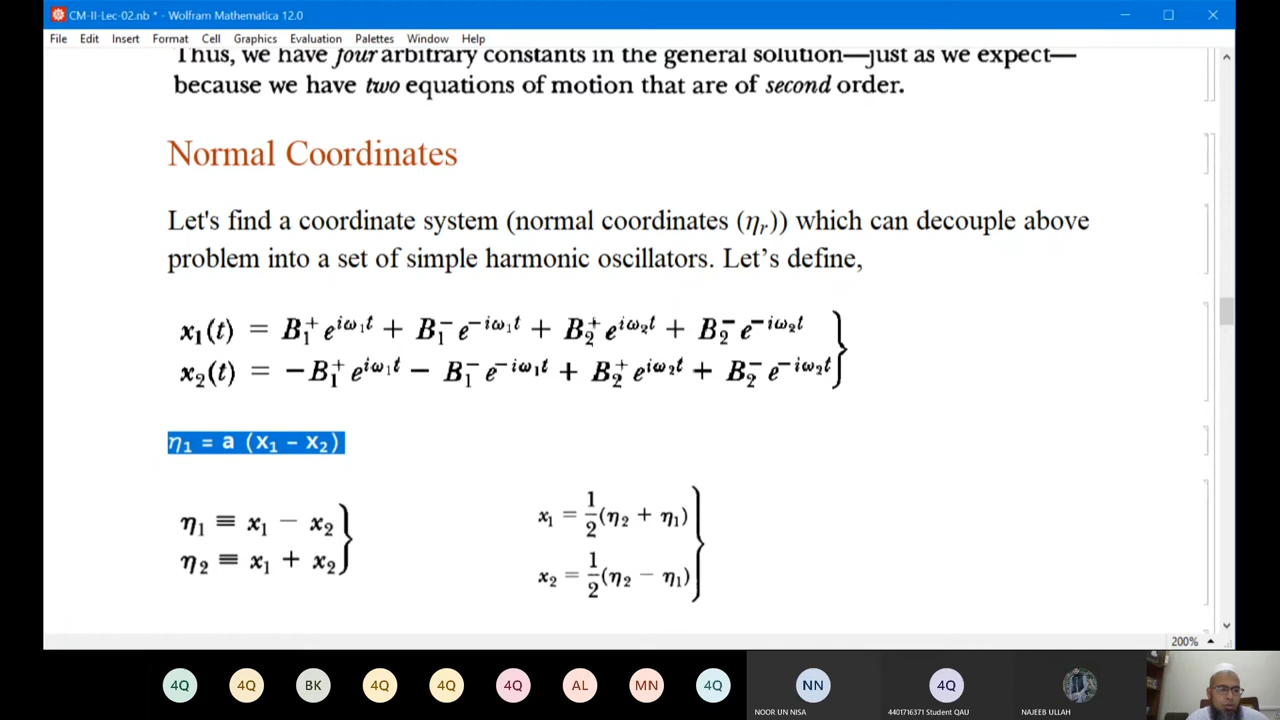 CM-II-Lec-02.nb * - Wolfram Mathematica 12.0
File Edit Insert Format Cell Graphics Evaluation Palettes Window Help
Thus, we have four arbitrary constants in the general solution—just as we expect—
because we have two equations of motion that are of second order.
Normal Coordinates
Let's find a coordinate system (normal coordinates (ηᵣ)) which can decouple above
problem into a set of simple harmonic oscillators. Let’s define,
x₁(t) = B₁⁺ e^{iω₁t} + B₁⁻ e^{−iω₁t} + B₂⁺ e^{iω₂t} + B₂⁻ e^{−iω₂t}
x₂(t) = −B₁⁺ e^{iω₁t} − B₁⁻ e^{−iω₁t} + B₂⁺ e^{iω₂t} + B₂⁻ e^{−iω₂t}
η₁ = a (x₁ − x₂)
η₁ ≡ x₁ − x₂
η₂ ≡ x₁ + x₂
x₁ = 1/2(η₂ + η₁)
x₂ = 1/2(η₂ − η₁)
200%
4Q 4Q BK 4Q 4Q 4Q AL MN 4Q NN 4Q
NOOR UN NISA 4401716371 Student QAU NAJEEB ULLAH